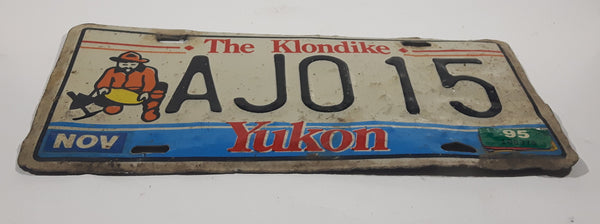 The Klondike
AJO 15
NOV Yukon 95